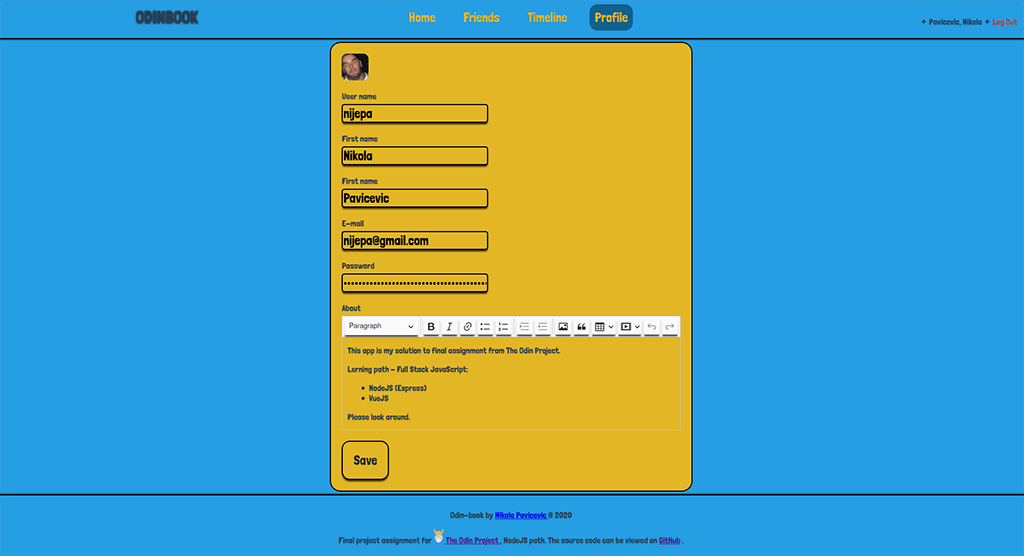 ODINBOOK Home Friends Timeline Profile ✦ Pavicevic, Nikola ✦ Log Out
User name
nijepa
First name
Nikola
First name
Pavicevic
E-mail
nijepa@gmail.com
Password
About
Paragraph
This app is my solution to final assignment from The Odin Project.
Lerning path - Full Stack JavaScript:
• NodeJS (Express)
• VueJS
Please look around.
Save
Odin-book by Nikola Pavicevic @ 2020
Final project assignment for The Odin Project , NodeJS path. The source code can be viewed on GitHub .